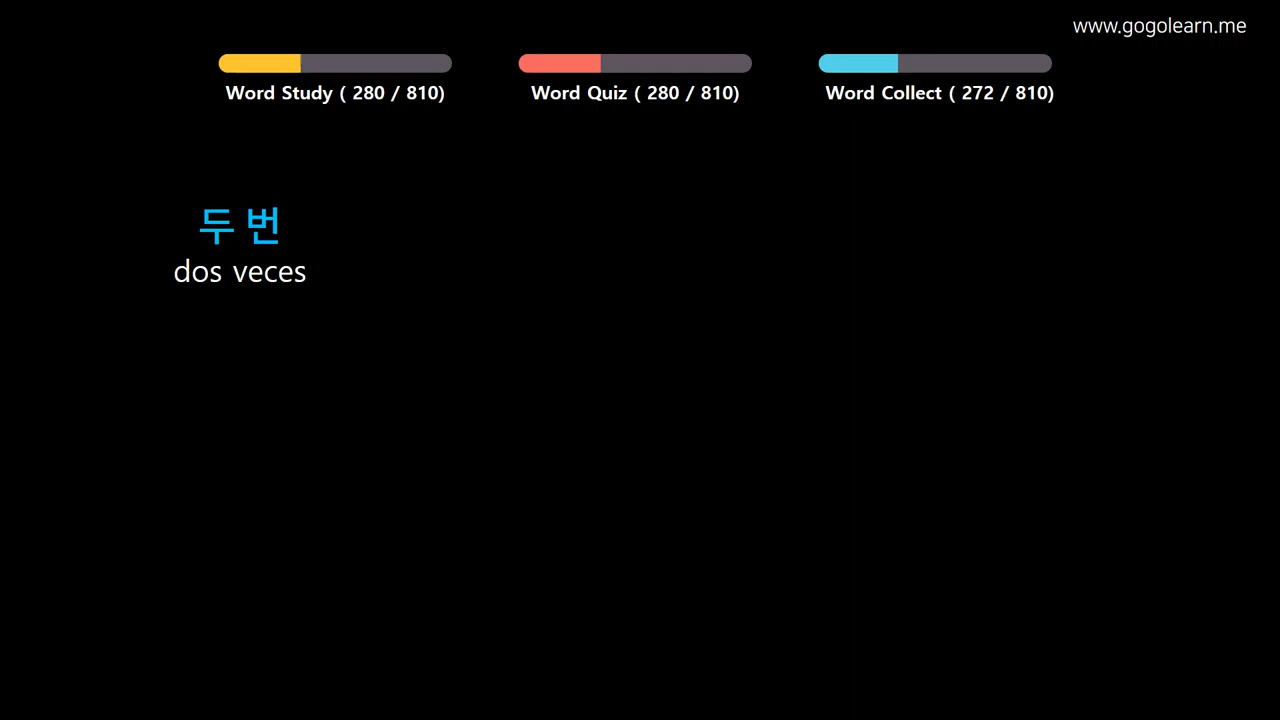 www.gogolearn.me
Word Study ( 280 / 810)
Word Quiz ( 280 / 810)
Word Collect ( 272 / 810)
두 번
dos veces